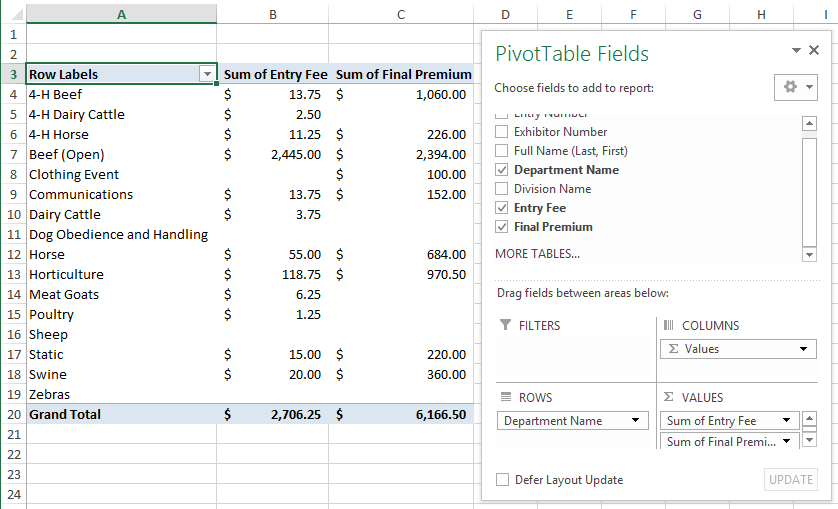 A B C D E F G H I
1
2
3 Row Labels Sum of Entry Fee Sum of Final Premium
4 4-H Beef $ 13.75 $ 1,060.00
5 4-H Dairy Cattle $ 2.50
6 4-H Horse $ 11.25 $ 226.00
7 Beef (Open) $ 2,445.00 $ 2,394.00
8 Clothing Event $ 100.00
9 Communications $ 13.75 $ 152.00
10 Dairy Cattle $ 3.75
11 Dog Obedience and Handling
12 Horse $ 55.00 $ 684.00
13 Horticulture $ 118.75 $ 970.50
14 Meat Goats $ 6.25
15 Poultry $ 1.25
16 Sheep
17 Static $ 15.00 $ 220.00
18 Swine $ 20.00 $ 360.00
19 Zebras
20 Grand Total $ 2,706.25 $ 6,166.50
21
22
23
24
PivotTable Fields
Choose fields to add to report:
Entry Number
Exhibitor Number
Full Name (Last, First)
Department Name
Division Name
Entry Fee
Final Premium
MORE TABLES...
Drag fields between areas below:
FILTERS
COLUMNS
Σ Values
ROWS
Department Name
Σ VALUES
Sum of Entry Fee
Sum of Final Premi...
Defer Layout Update
UPDATE